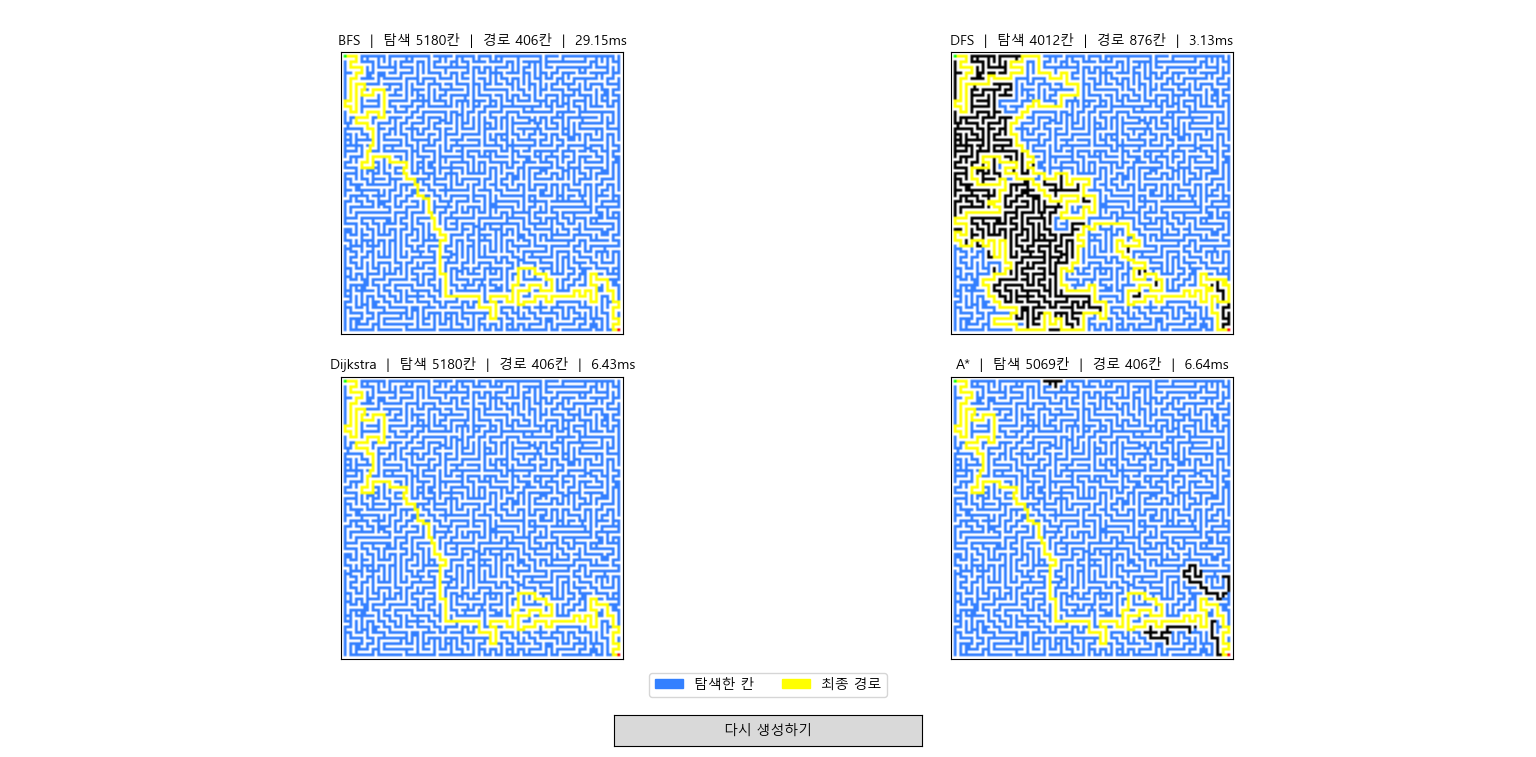 BFS | 탐색 5180칸 | 경로 406칸 | 29.15ms
DFS | 탐색 4012칸 | 경로 876칸 | 3.13ms
Dijkstra | 탐색 5180칸 | 경로 406칸 | 6.43ms
A* | 탐색 5069칸 | 경로 406칸 | 6.64ms
탐색한 칸
최종 경로
다시 생성하기